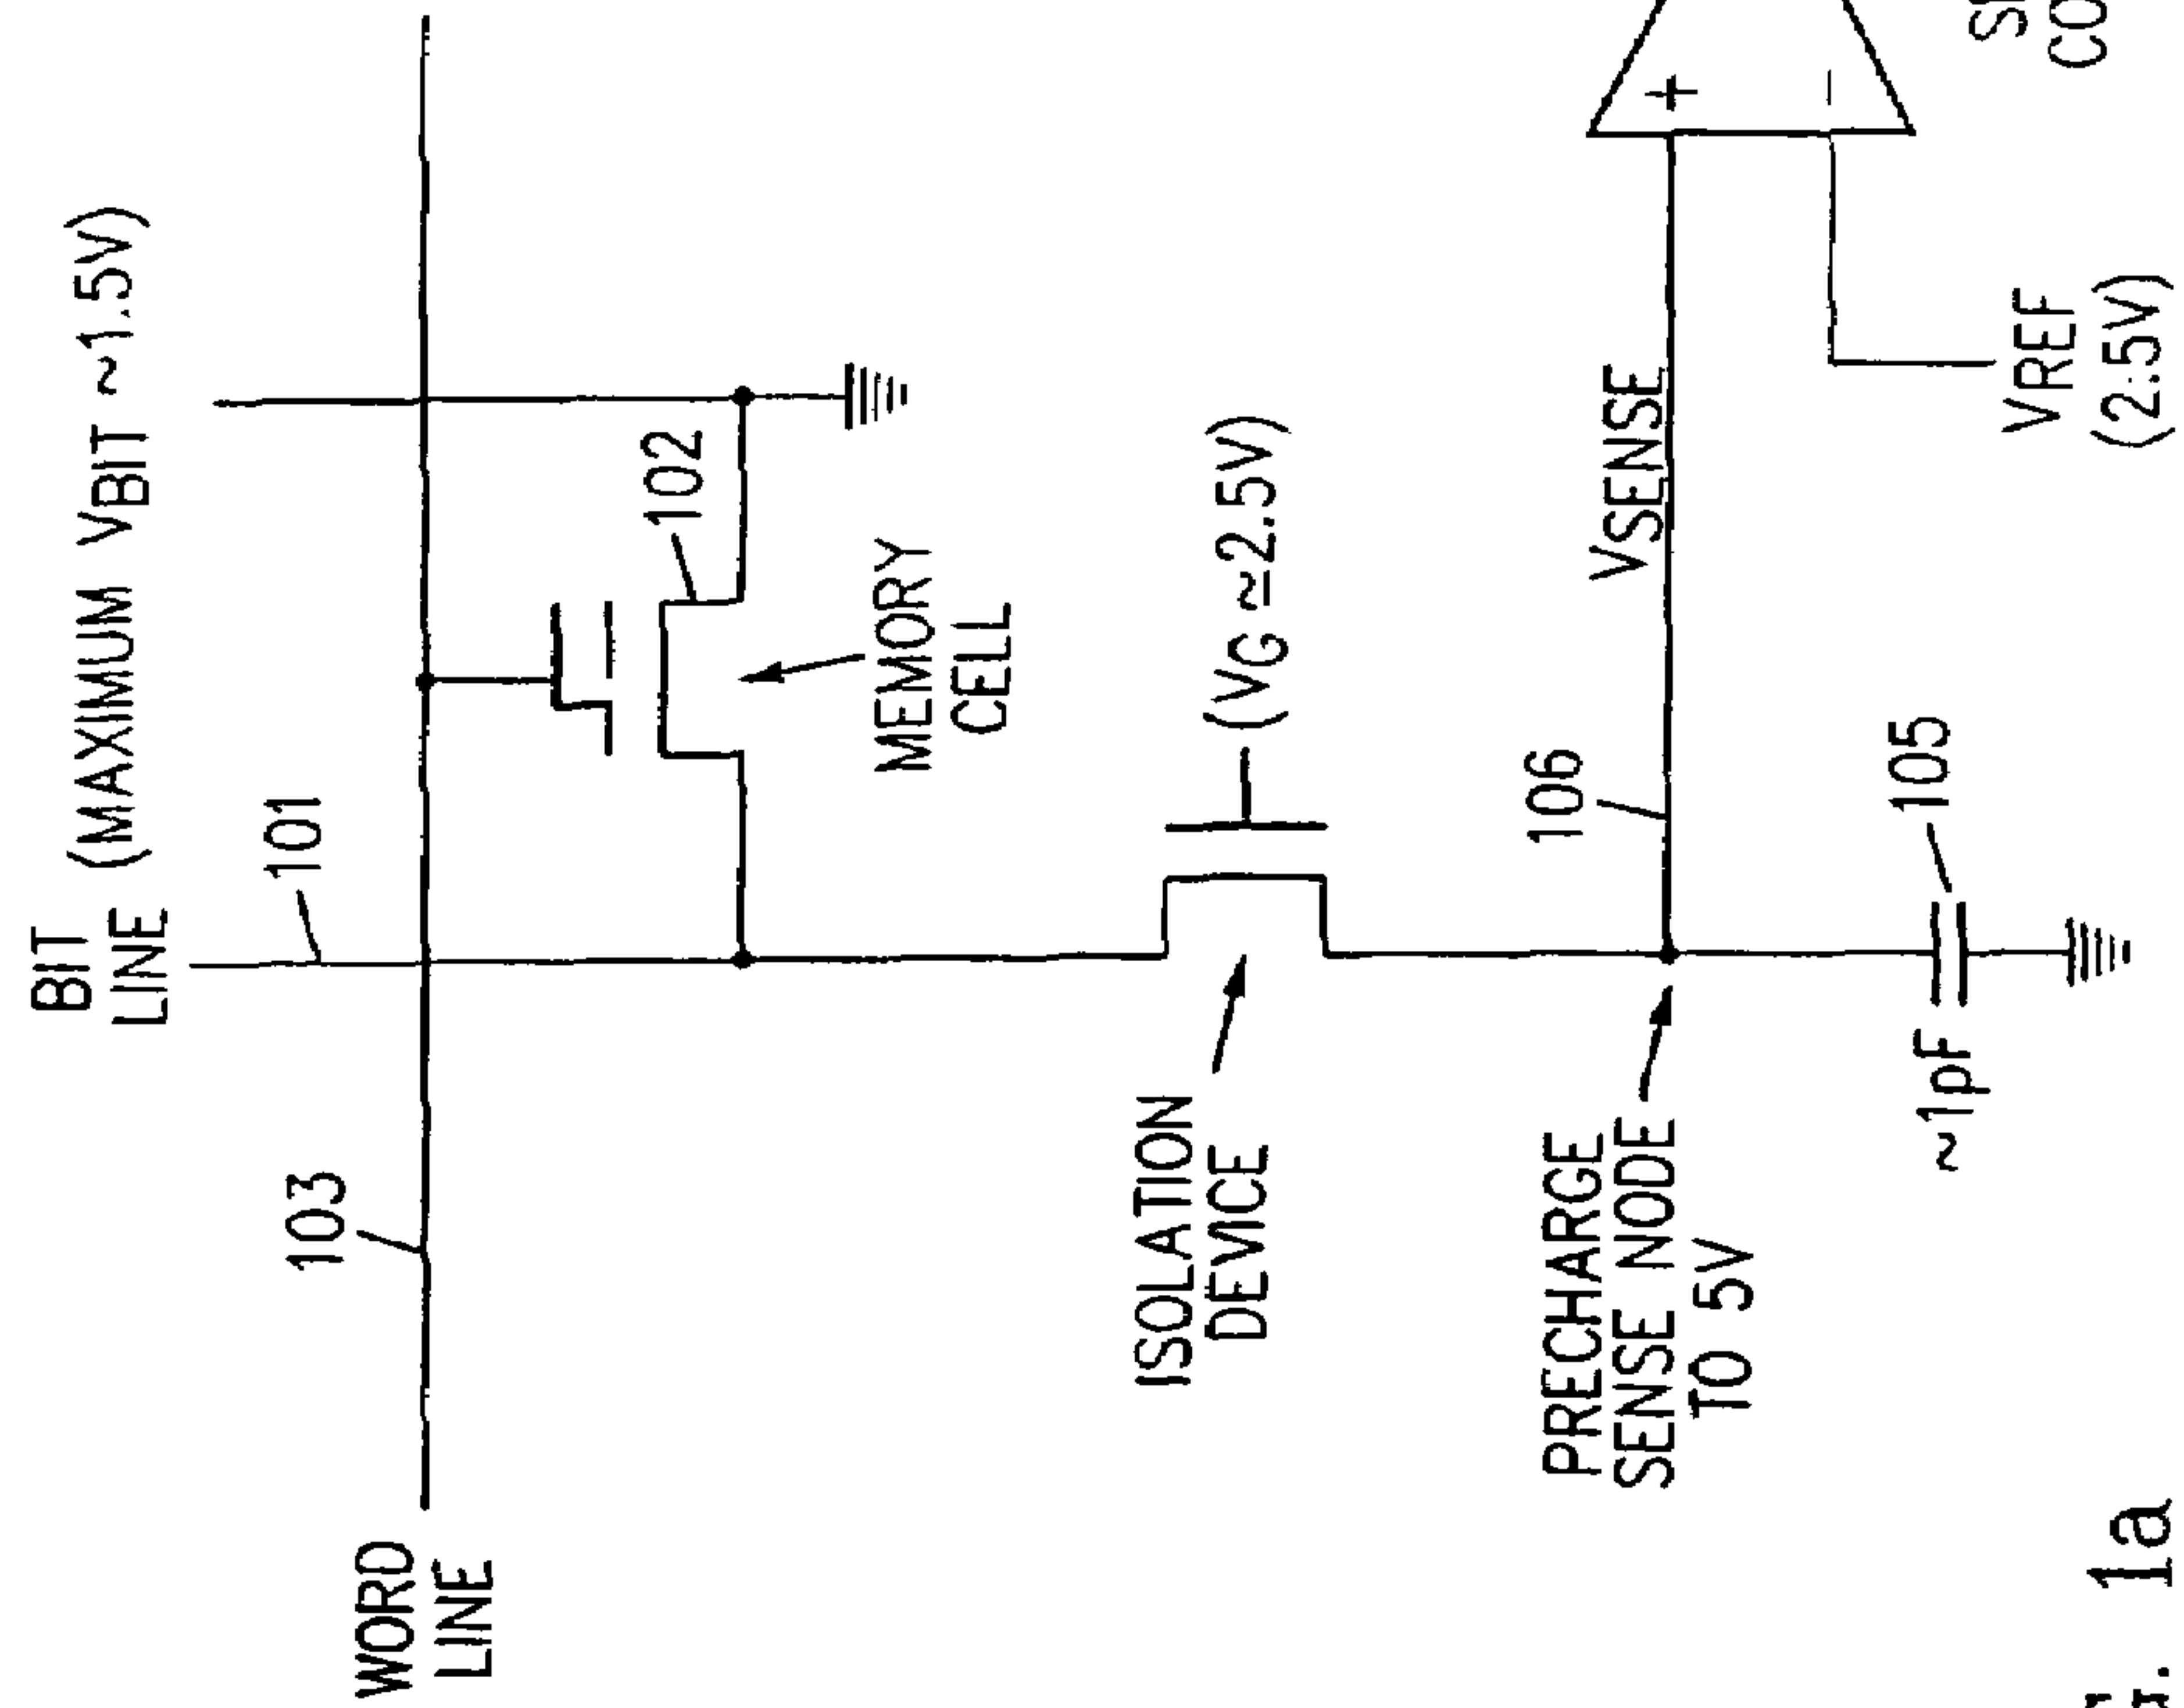 BIT
LINE (MAXIMUM VBIT ~1.5V)
101
WORD
LINE
103
102
MEMORY
CELL
ISOLATION
DEVICE
(VG ≃2.5V)
PRECHARGE
SENSE NODE
TO 5V
106
VSENSE
+
−
~1pF
105
VREF
(2.5V)
1a